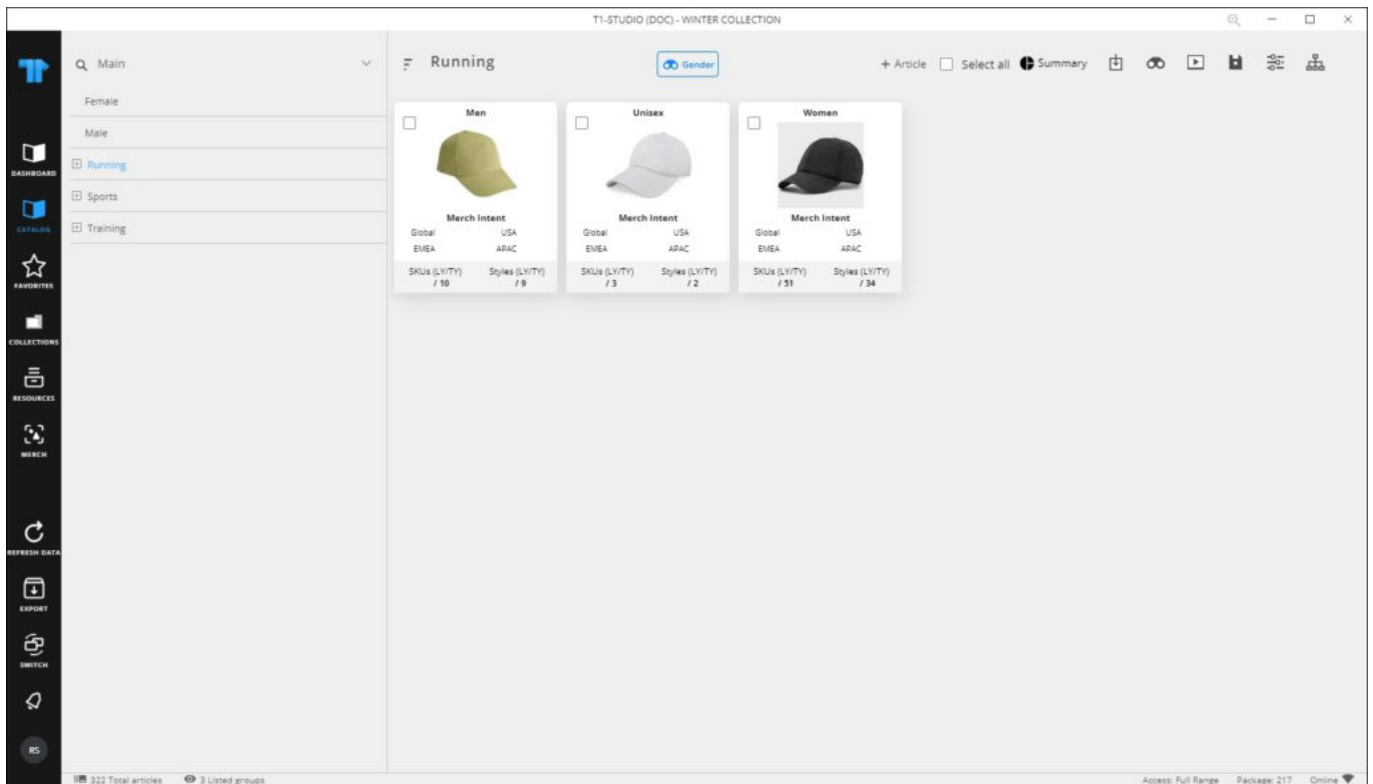 T1-STUDIO (DOC) - WINTER COLLECTION
Main
Female
Male
Running
Sports
Training
DASHBOARD
CATALOG
FAVORITES
COLLECTIONS
RESOURCES
MERCH
REFRESH DATA
EXPORT
SWITCH
RS
Running
Gender
+ Article
Select all
Summary
Men
Merch Intent
Global USA
EMEA APAC
SKUs (LY/TY) Styles (LY/TY)
/ 10 / 9
Unisex
Merch Intent
Global USA
EMEA APAC
SKUs (LY/TY) Styles (LY/TY)
/ 3 / 2
Women
Merch Intent
Global USA
EMEA APAC
SKUs (LY/TY) Styles (LY/TY)
/ 51 / 34
322 Total articles 3 Listed groups
Access: Full Range Package: 217 Online